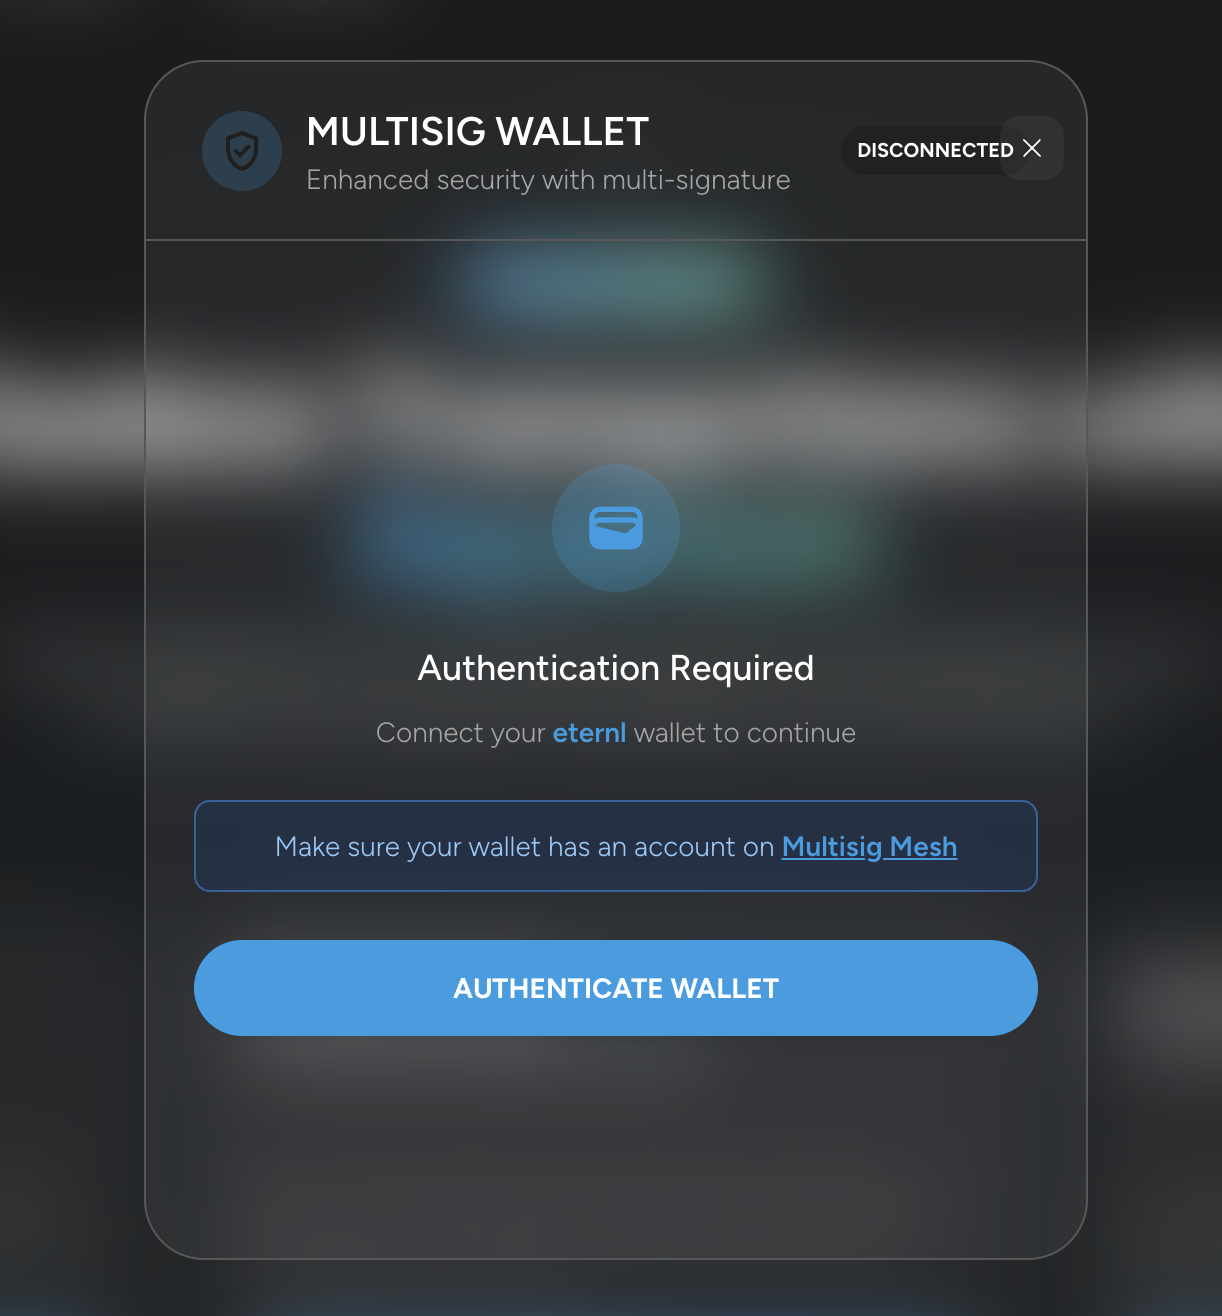 MULTISIG WALLET
Enhanced security with multi-signature
DISCONNECTED
Authentication Required
Connect your eternl wallet to continue
Make sure your wallet has an account on Multisig Mesh
AUTHENTICATE WALLET